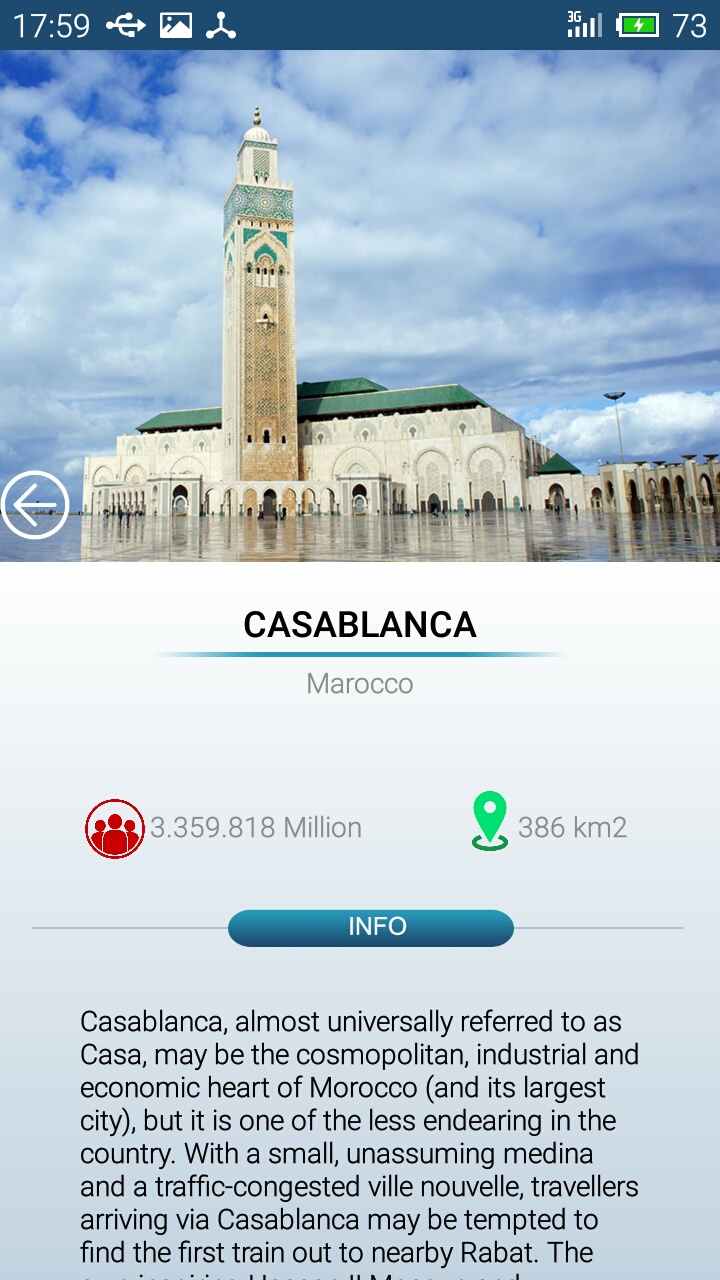 17:59
3G
73
CASABLANCA
Marocco
3.359.818 Million
386 km2
INFO
Casablanca, almost universally referred to as
Casa, may be the cosmopolitan, industrial and
economic heart of Morocco (and its largest
city), but it is one of the less endearing in the
country. With a small, unassuming medina
and a traffic-congested ville nouvelle, travellers
arriving via Casablanca may be tempted to
find the first train out to nearby Rabat. The